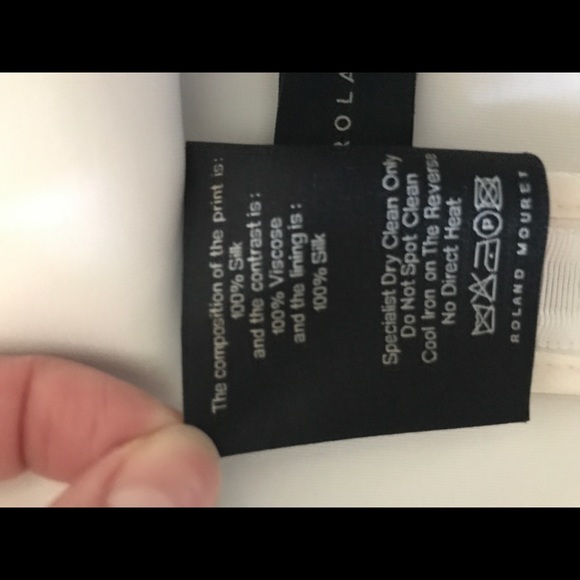 The composition of the print is:
100% Silk
and the contrast is:
100% Viscose
and the lining is:
100% Silk
Specialist Dry Clean Only
Do Not Spot Clean
Cool Iron on The Reverse
No Direct Heat
P
ROLAND MOURET
ROLA